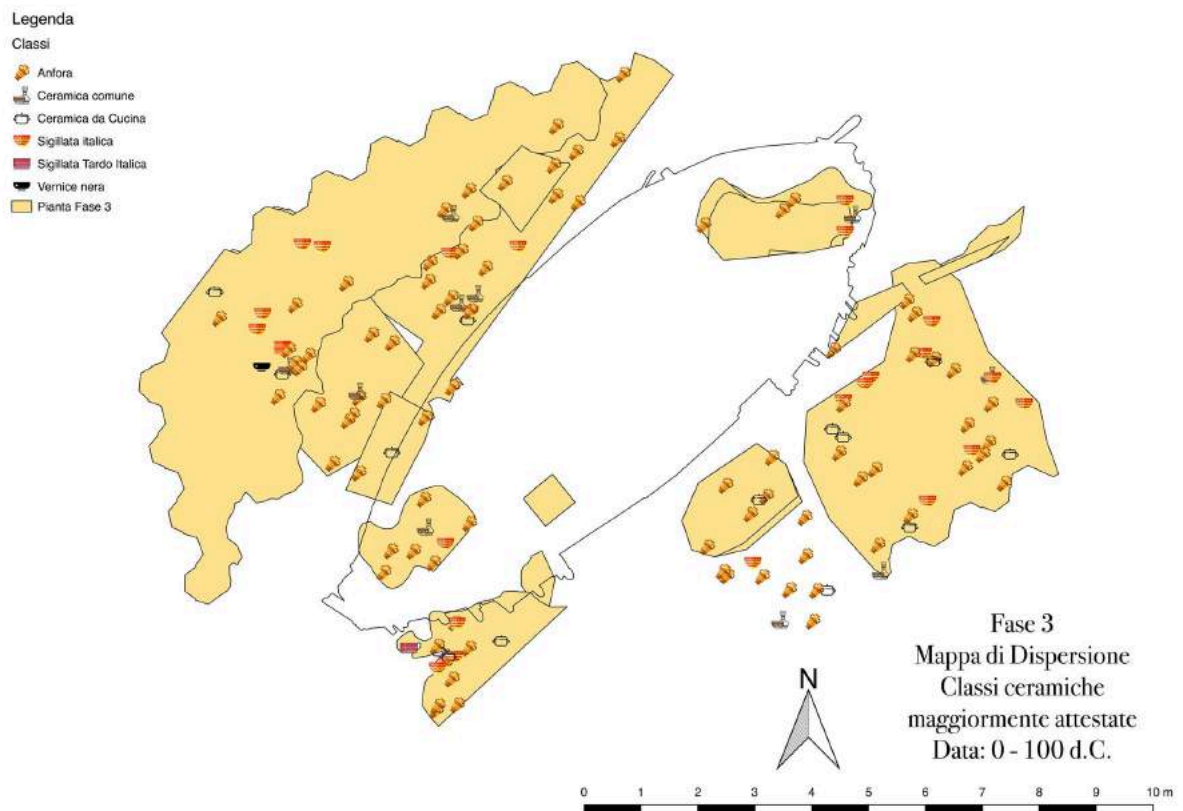 Legenda
Classi
Anfora
Ceramica comune
Ceramica da Cucina
Sigillata italica
Sigillata Tardo Italica
Vernice nera
Pianta Fase 3
N
Fase 3
Mappa di Dispersione
Classi ceramiche
maggiormente attestate
Data: 0 - 100 d.C.
0 1 2 3 4 5 6 7 8 9 10 m